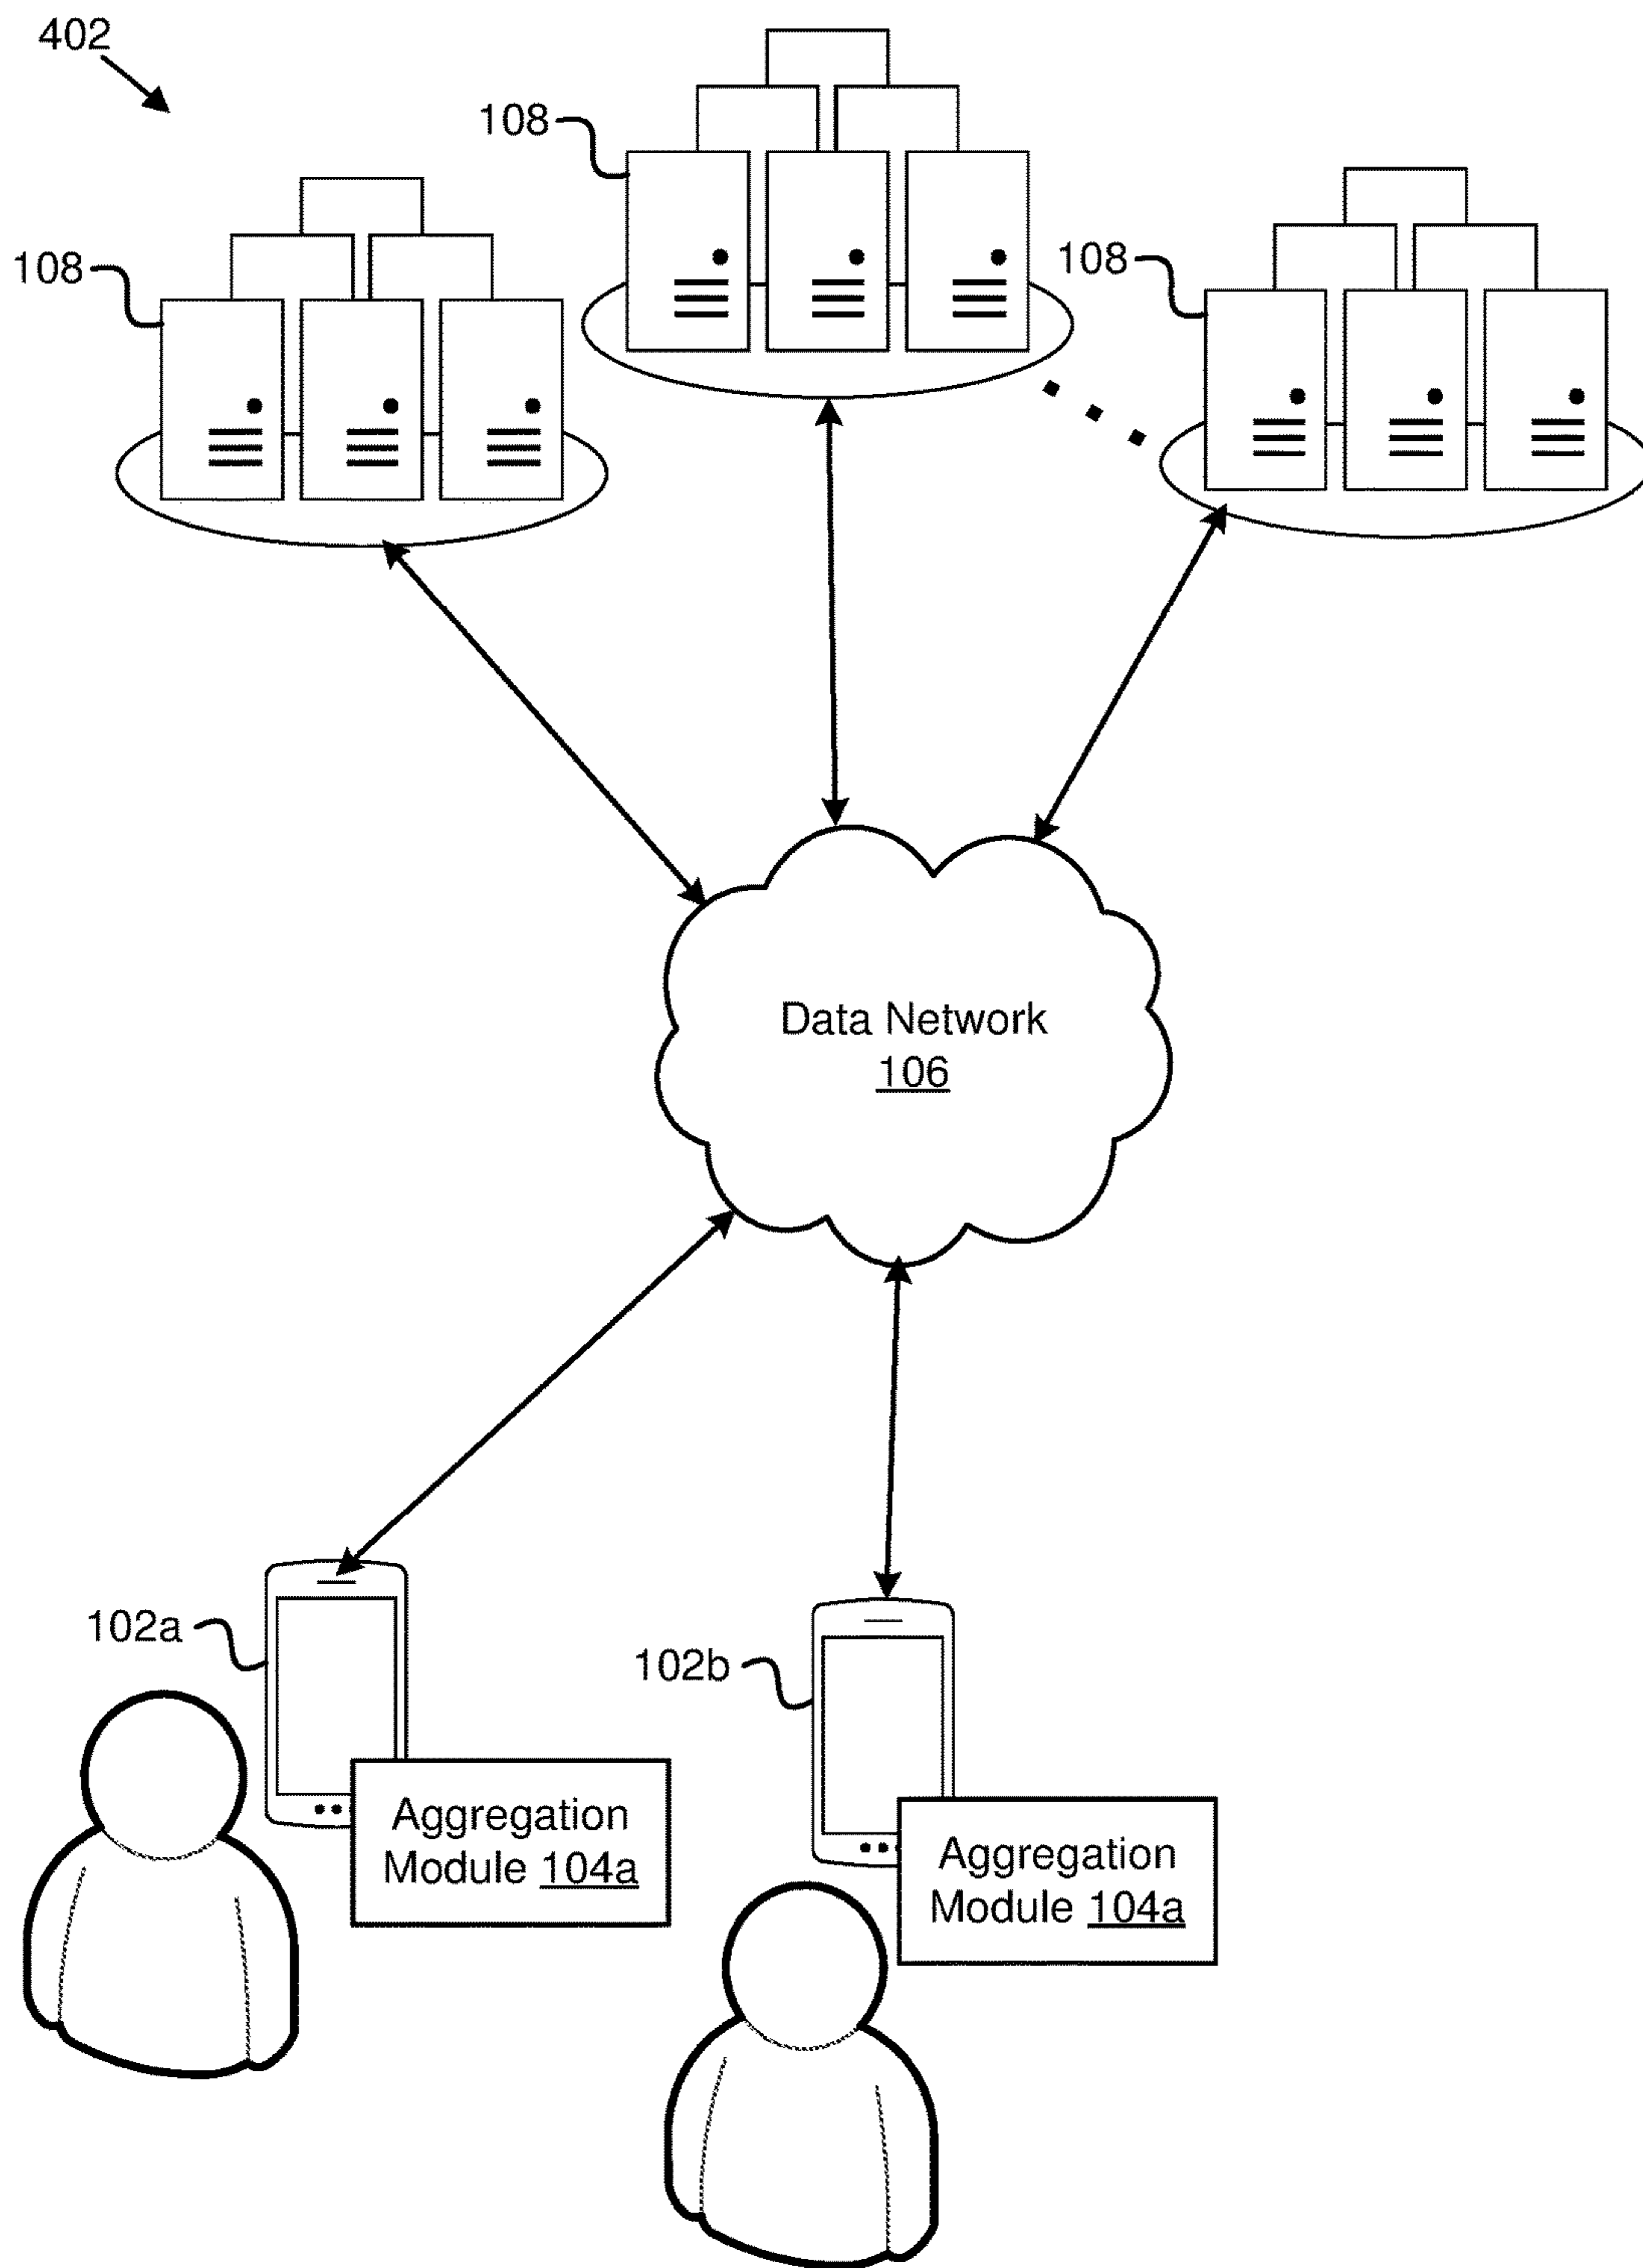 402
108
108
108
Data Network
106
102a
102b
Aggregation
Module 104a
Aggregation
Module 104a